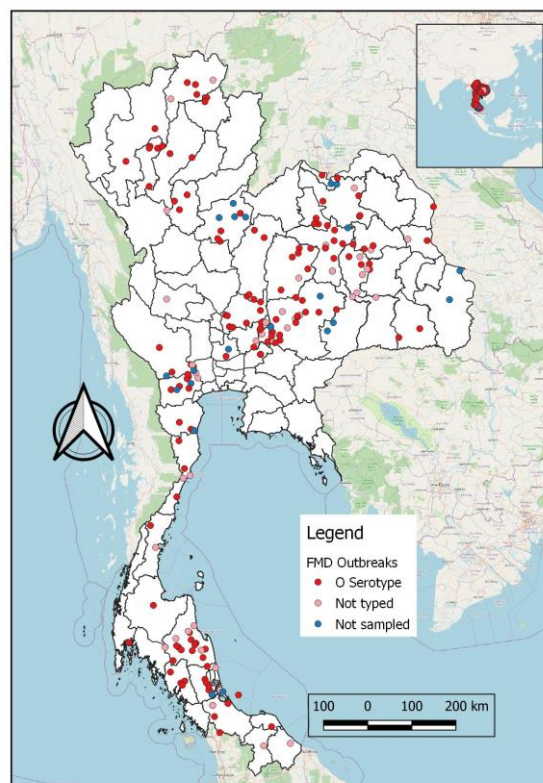 Legend
FMD Outbreaks
O Serotype
Not typed
Not sampled
100 0 100 200 km